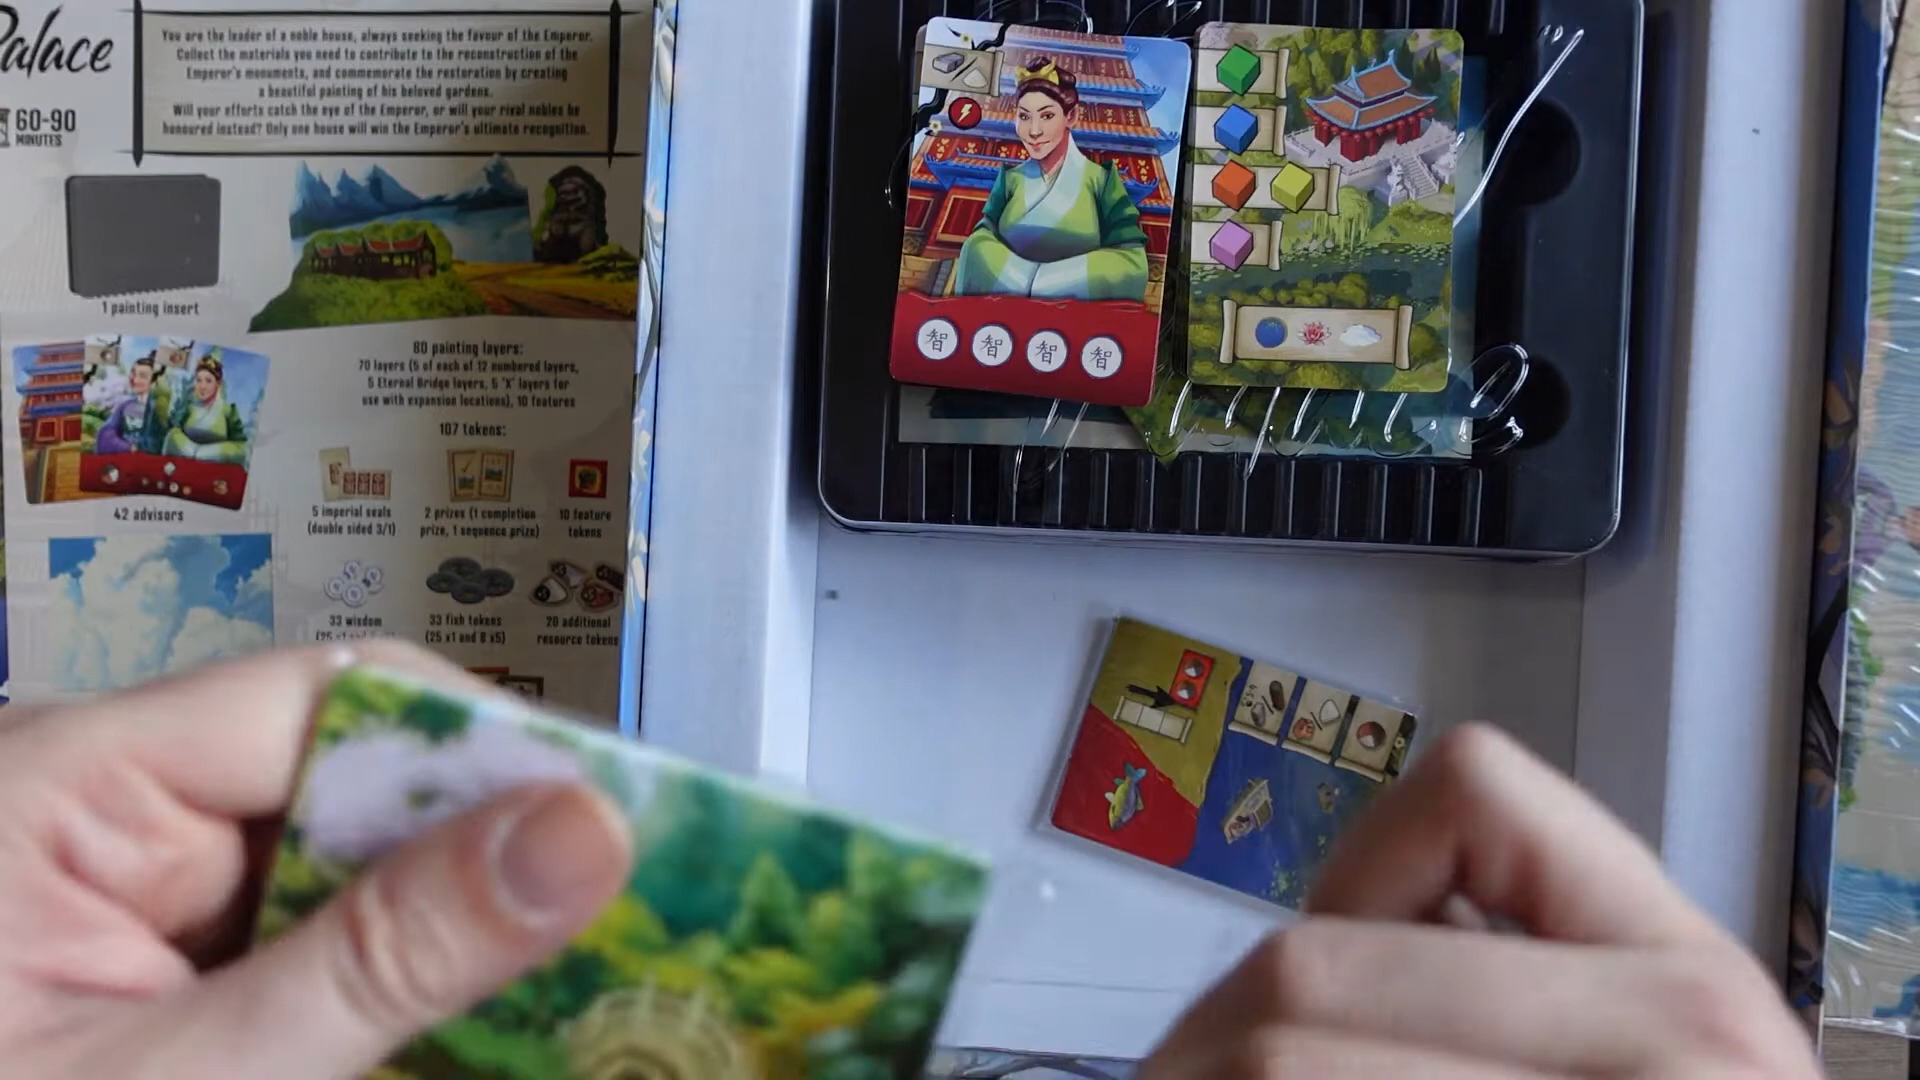 Palace
60-90
MINUTES
You are the leader of a noble house, always seeking the favour of the Emperor.
Collect the materials you need to contribute to the reconstruction of the
Emperor's monuments, and commemorate the restoration by creating
a beautiful painting of his beloved gardens.
Will your efforts catch the eye of the Emperor, or will your rival nobles be
honoured instead? Only one house will win the Emperor's ultimate recognition.
1 painting insert
80 painting layers:
70 layers (5 of each of 12 numbered layers,
5 Eternal Bridge layers, 5 'X' layers for
use with expansion locations), 10 features
107 tokens:
42 advisors
5 imperial seals
(double sided 3/1)
2 prizes (1 completion
prize, 1 sequence prize)
10 feature
tokens
33 wisdom
33 fish tokens
(25 x1 and 8 x5)
20 additional
resource tokens
智 智 智 智